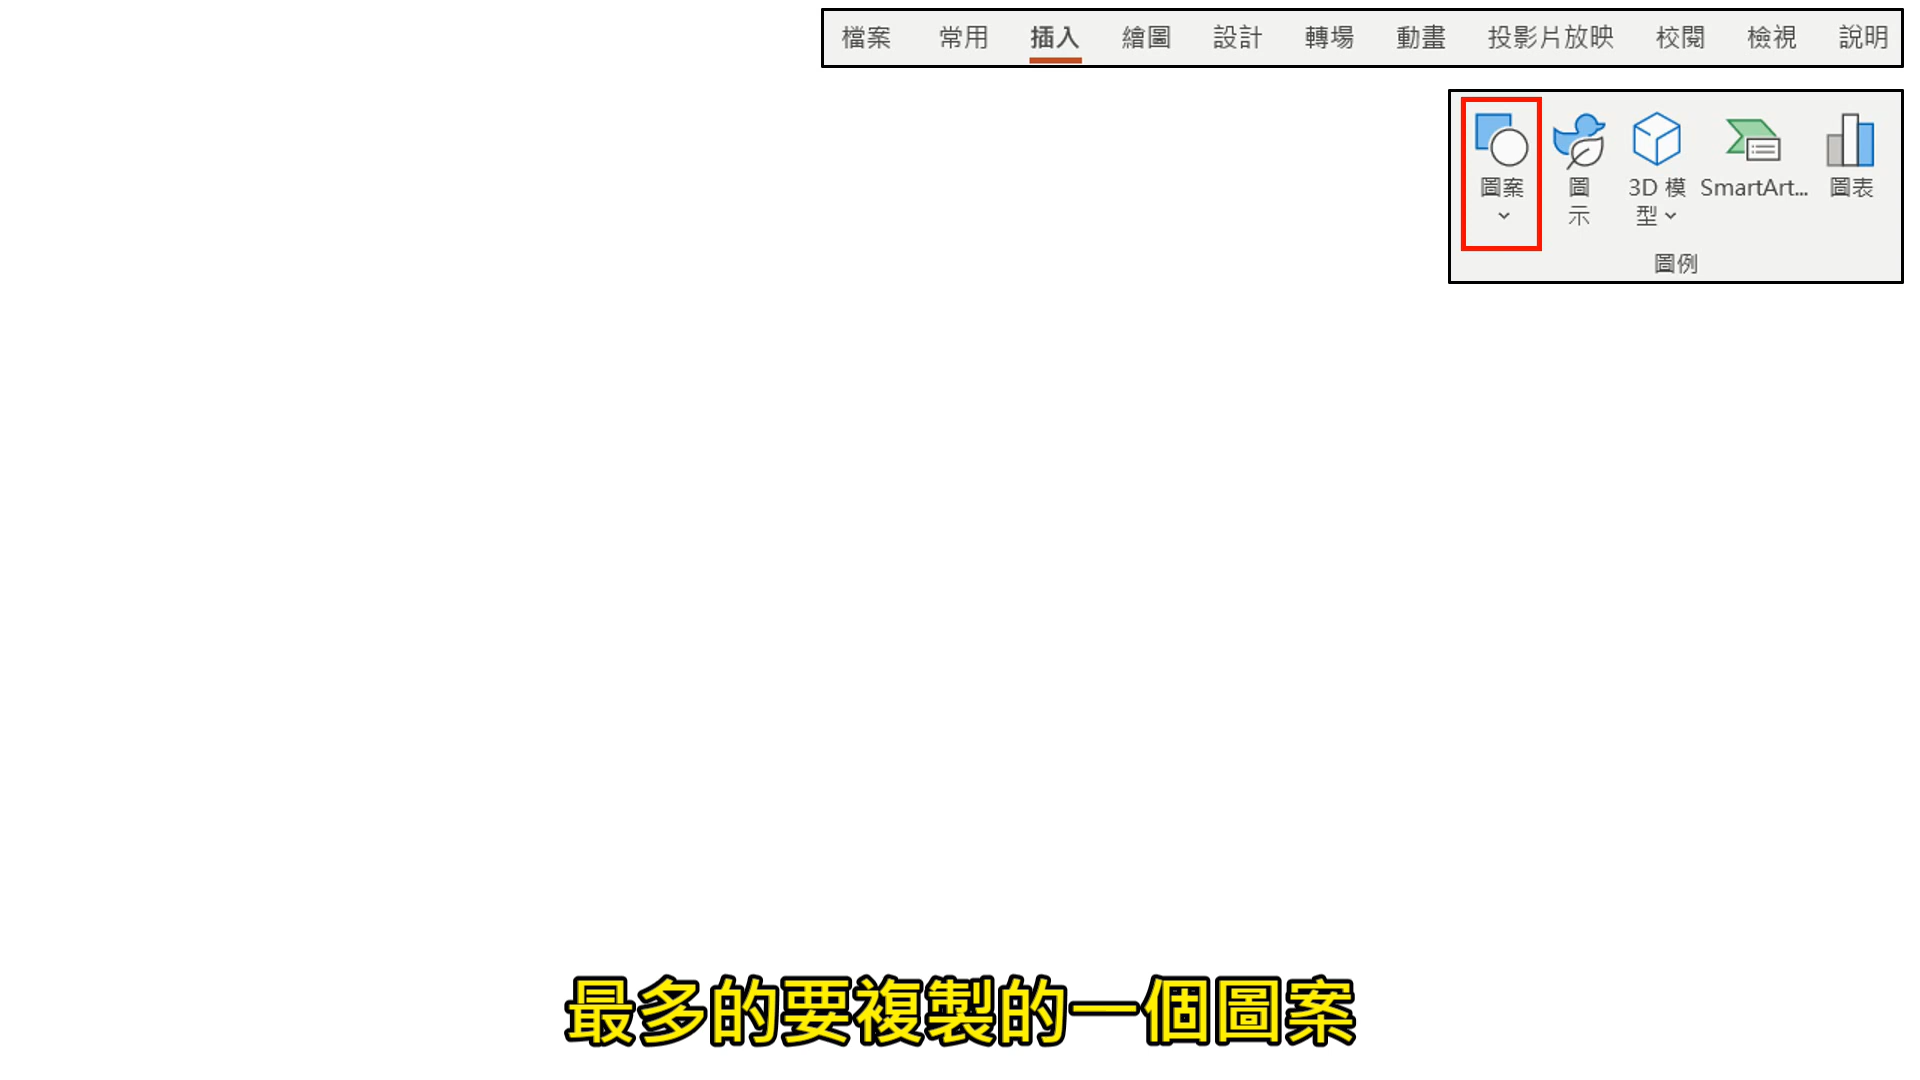 檔案 常用 插入 繪圖 設計 轉場 動畫 投影片放映 校閱 檢視 說明
圖案 圖示 3D 模型 SmartArt... 圖表
圖例
最多的要複製的一個圖案